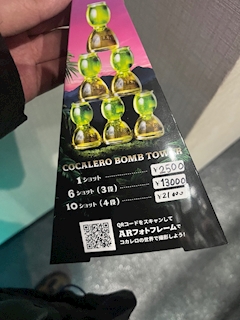 COCALERO BOMB TOWER
1ショット ……………… ¥2500
6 ショット (3段) ……… ¥13000
10 ショット (4段) ……… ¥21000
QRコードをスキャンして
ARフォトフレームで
コカレロの世界で撮影しよう!